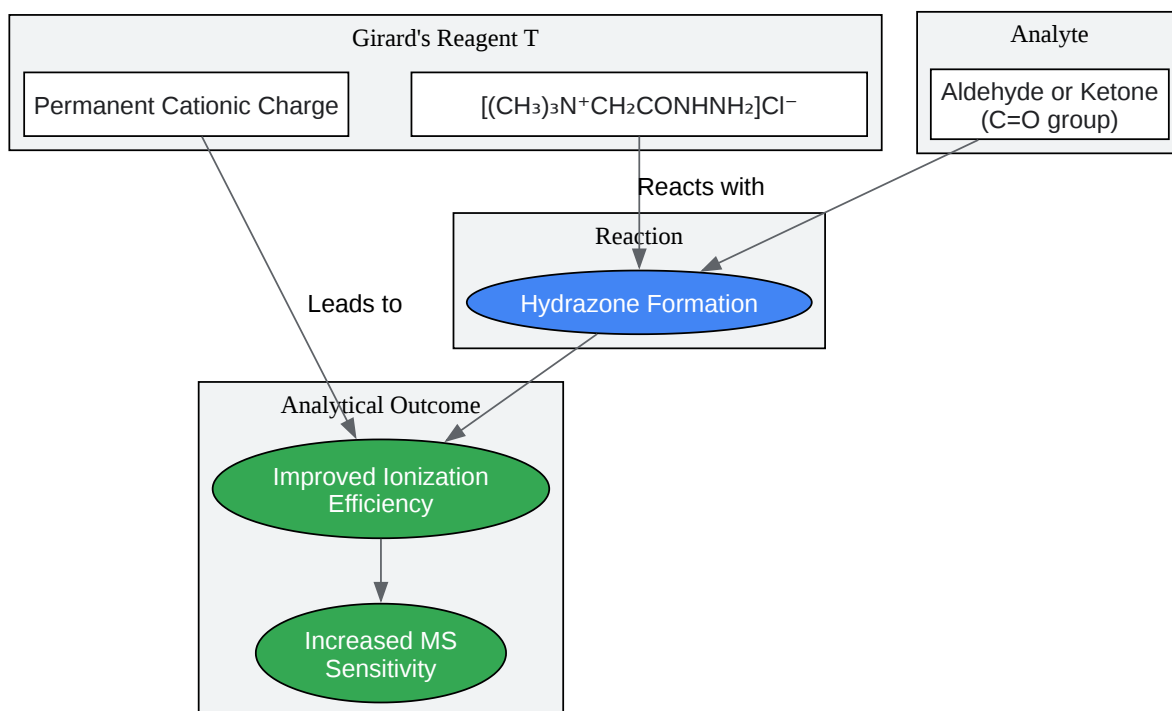 Girard's Reagent T
Analyte
Permanent Cationic Charge
[(CH₃)₃N⁺CH₂CONHNH₂]Cl⁻
Aldehyde or Ketone
(C=O group)
Reacts with
Reaction
Hydrazone Formation
Leads to
Analytical Outcome
Improved Ionization
Efficiency
Increased MS
Sensitivity